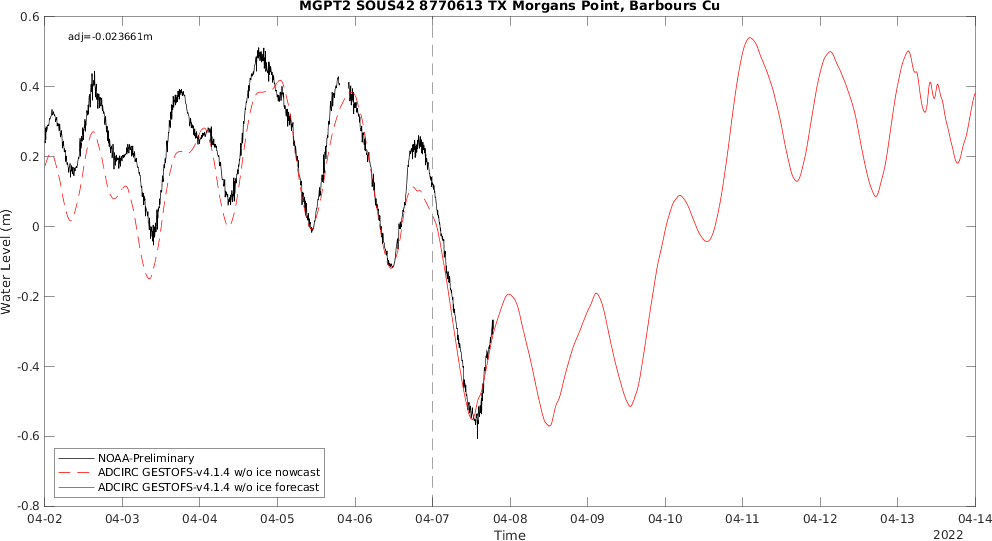 MGPT2 SOUS42 8770613 TX Morgans Point, Barbours Cu
adj=-0.023661m
0.6
0.4
0.2
0
-0.2
-0.4
-0.6
-0.8
Water Level (m)
NOAA-Preliminary
ADCIRC GESTOFS-v4.1.4 w/o ice nowcast
ADCIRC GESTOFS-v4.1.4 w/o ice forecast
04-02 04-03 04-04 04-05 04-06 04-07 04-08 04-09 04-10 04-11 04-12 04-13 04-14
Time
2022